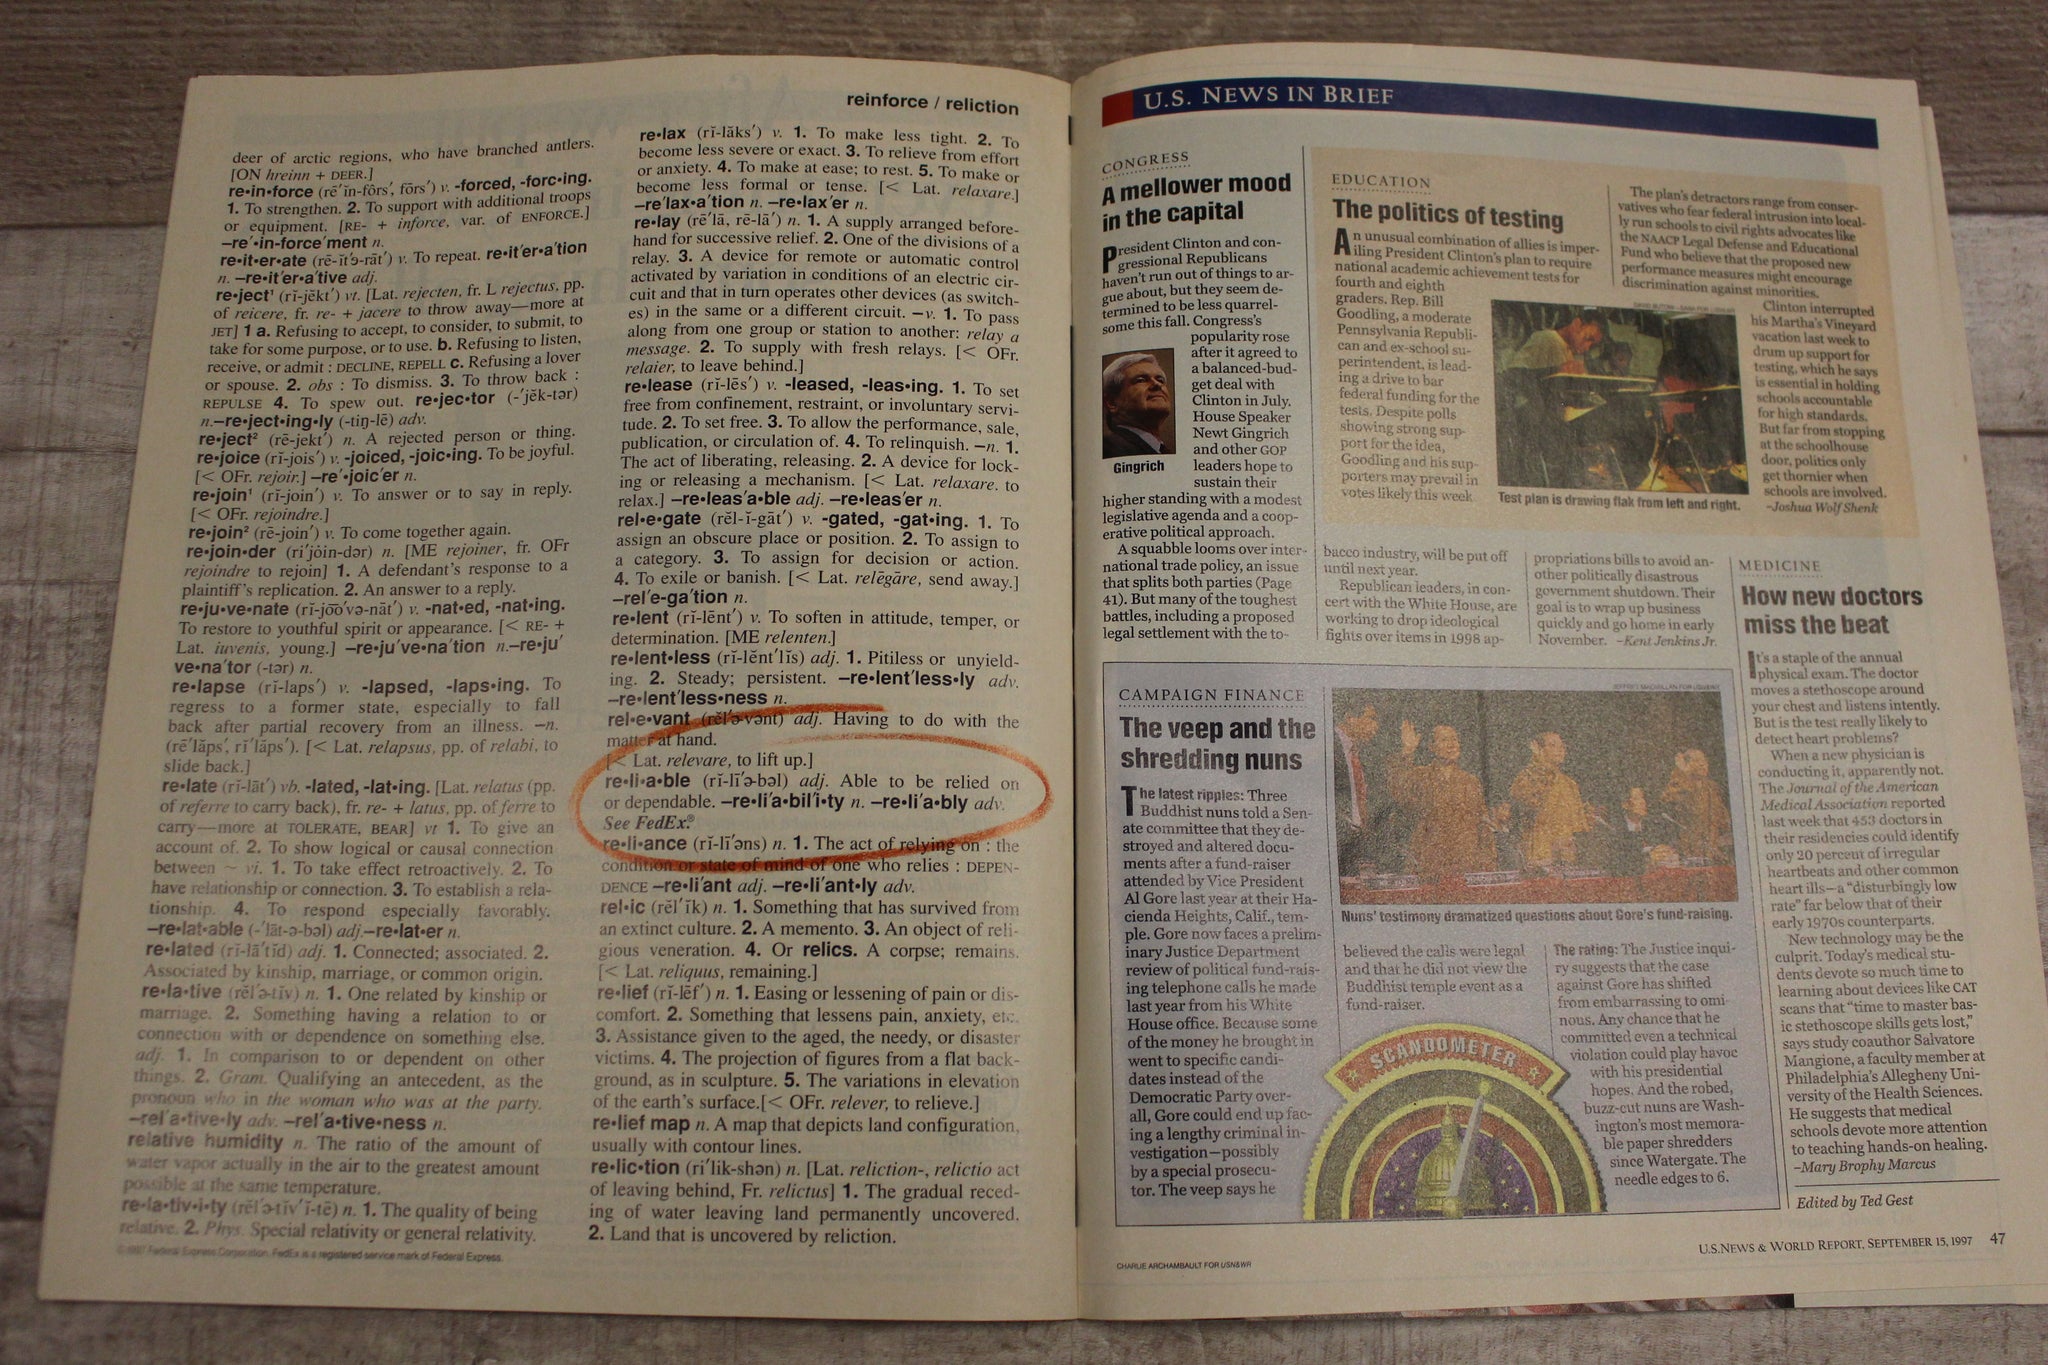 reinforce / reliction
deer of arctic regions, who have branched antlers.
[ON hreinn + DEER.]
re•in•force (rē′ĭn-fôrs′, fōrs′) v. -forced, -forc•ing.
1. To strengthen. 2. To support with additional troops
or equipment. [RE- + inforce, var. of ENFORCE.]
–re′•in-force′ment n.
re•it•er•ate (rē-ĭt′ə-rāt′) v. To repeat. re•it′er•a′tion
n. –re•it′er•a′tive adj.
re•ject¹ (rĭ-jĕkt′) vt. [Lat. rejecten, fr. L rejectus, pp.
of reicere, fr. re- + jacere to throw away—more at
JET] 1 a. Refusing to accept, to consider, to submit, to
take for some purpose, or to use. b. Refusing to listen,
receive, or admit : DECLINE, REPELL c. Refusing a lover
or spouse. 2. obs : To dismiss. 3. To throw back :
REPULSE 4. To spew out. re•jec•tor (-′jĕk-tər)
n.–re•ject•ing•ly (-tiŋ-lē) adv.
re•ject² (rē-jekt′) n. A rejected person or thing.
re•joice (rĭ-jois′) v. -joiced, -joic•ing. To be joyful.
[< OFr. rejoir.] –re′•joic′er n.
re•join¹ (rĭ-join′) v. To answer or to say in reply.
[< OFr. rejoindre.]
re•join² (rē-join′) v. To come together again.
re•join•der (ri′jȯin-dər) n. [ME rejoiner, fr. OFr
rejoindre to rejoin] 1. A defendant's response to a
plaintiff's replication. 2. An answer to a reply.
re•ju•ve•nate (rĭ-jo͞o′və-nāt′) v. -nat•ed, -nat•ing.
To restore to youthful spirit or appearance. [< RE- +
Lat. iuvenis, young.] –re•ju′ve•na′tion n.–re•ju′
ve•na′tor (-tər) n.
re•lapse (rĭ-laps′) v. -lapsed, -laps•ing. To
regress to a former state, especially to fall
back after partial recovery from an illness. –n.
(rē′lăps′, rĭ′lăps′). [< Lat. relapsus, pp. of relabi, to
slide back.]
re•late (rĭ-lāt′) vb. -lated, -lat•ing. [Lat. relatus (pp.
of referre to carry back), fr. re- + latus, pp. of ferre to
carry—more at TOLERATE, BEAR] vt 1. To give an
account of. 2. To show logical or causal connection
between ~ vi. 1. To take effect retroactively. 2. To
have relationship or connection. 3. To establish a rela-
tionship. 4. To respond especially favorably.
–re•lat•able (-′lāt-ə-bəl) adj.–re•lat•er n.
re•lated (rĭ-lā′tĭd) adj. 1. Connected; associated. 2.
Associated by kinship, marriage, or common origin.
re•la•tive (rĕl′ə-tĭv) n. 1. One related by kinship or
marriage. 2. Something having a relation to or
connection with or dependence on something else.
adj. 1. In comparison to or dependent on other
things. 2. Gram. Qualifying an antecedent, as the
pronoun who in the woman who was at the party.
–rel′a•tive•ly adv. –rel′a•tive•ness n.
relative humidity n. The ratio of the amount of
water vapor actually in the air to the greatest amount
possible at the same temperature.
re•la•tiv•i•ty (rĕl′ə-tĭv′ĭ-tē) n. 1. The quality of being
relative. 2. Phys. Special relativity or general relativity.
© 1997 Federal Express Corporation. FedEx is a registered service mark of Federal Express.
re•lax (rĭ-lăks′) v. 1. To make less tight. 2. To
become less severe or exact. 3. To relieve from effort
or anxiety. 4. To make at ease; to rest. 5. To make or
become less formal or tense. [< Lat. relaxare.]
–re′lax•a′tion n. –re•lax′er n.
re•lay (rē′lā, rē-lā′) n. 1. A supply arranged before-
hand for successive relief. 2. One of the divisions of a
relay. 3. A device for remote or automatic control
activated by variation in conditions of an electric cir-
cuit and that in turn operates other devices (as switch-
es) in the same or a different circuit. –v. 1. To pass
along from one group or station to another: relay a
message. 2. To supply with fresh relays. [< OFr.
relaier, to leave behind.]
re•lease (rĭ-lēs′) v. -leased, -leas•ing. 1. To set
free from confinement, restraint, or involuntary servi-
tude. 2. To set free. 3. To allow the performance, sale,
publication, or circulation of. 4. To relinquish. –n. 1.
The act of liberating, releasing. 2. A device for lock-
ing or releasing a mechanism. [< Lat. relaxare. to
relax.] –re•leas′a•ble adj. –re•leas′er n.
rel•e•gate (rĕl-ĭ-gāt′) v. -gated, -gat•ing. 1. To
assign an obscure place or position. 2. To assign to
a category. 3. To assign for decision or action.
4. To exile or banish. [< Lat. relēgāre, send away.]
–rel′e-ga′tion n.
re•lent (rĭ-lĕnt′) v. To soften in attitude, temper, or
determination. [ME relenten.]
re•lent•less (rĭ-lĕnt′lĭs) adj. 1. Pitiless or unyield-
ing. 2. Steady; persistent. –re•lent′less•ly adv.
–re•lent′less•ness n.
rel•e•vant (rĕl′ə-vənt) adj. Having to do with the
matter at hand.
[< Lat. relevare, to lift up.]
re•li•a•ble (rĭ-lī′ə-bəl) adj. Able to be relied on
or dependable. –re•li′a•bil′i•ty n. –re•li′a•bly adv.
See FedEx.®
re•li•ance (rĭ-lī′əns) n. 1. The act of relying on : the
condition or state of mind of one who relies : DEPEN-
DENCE –re•li′ant adj. –re•li′ant•ly adv.
rel•ic (rĕl′ĭk) n. 1. Something that has survived from
an extinct culture. 2. A memento. 3. An object of reli-
gious veneration. 4. Or relics. A corpse; remains.
[< Lat. reliquus, remaining.]
re•lief (rĭ-lēf′) n. 1. Easing or lessening of pain or dis-
comfort. 2. Something that lessens pain, anxiety, etc.
3. Assistance given to the aged, the needy, or disaster
victims. 4. The projection of figures from a flat back-
ground, as in sculpture. 5. The variations in elevation
of the earth's surface.[< OFr. relever, to relieve.]
re•lief map n. A map that depicts land configuration,
usually with contour lines.
re•lic•tion (ri′lik-shən) n. [Lat. reliction-, relictio act
of leaving behind, Fr. relictus] 1. The gradual reced-
ing of water leaving land permanently uncovered.
2. Land that is uncovered by reliction.
U.S. NEWS IN BRIEF
CONGRESS
A mellower mood
in the capital
President Clinton and con-
gressional Republicans
haven't run out of things to ar-
gue about, but they seem de-
termined to be less quarrel-
some this fall. Congress's
popularity rose
after it agreed to
a balanced-bud-
get deal with
Clinton in July.
House Speaker
Newt Gingrich
and other GOP
leaders hope to
sustain their
Gingrich
higher standing with a modest
legislative agenda and a coop-
erative political approach.
A squabble looms over inter-
national trade policy, an issue
that splits both parties (Page
41). But many of the toughest
battles, including a proposed
legal settlement with the to-
bacco industry, will be put off
until next year.
Republican leaders, in con-
cert with the White House, are
working to drop ideological
fights over items in 1998 ap-
propriations bills to avoid an-
other politically disastrous
government shutdown. Their
goal is to wrap up business
quickly and go home in early
November. –Kent Jenkins Jr.
EDUCATION
The politics of testing
An unusual combination of allies is imper-
iling President Clinton's plan to require
national academic achievement tests for
fourth and eighth
graders. Rep. Bill
Goodling, a moderate
Pennsylvania Republi-
can and ex-school su-
perintendent, is lead-
ing a drive to bar
federal funding for the
tests. Despite polls
showing strong sup-
port for the idea,
Goodling and his sup-
porters may prevail in
votes likely this week
The plan's detractors range from conser-
vatives who fear federal intrusion into local-
ly run schools to civil rights advocates like
the NAACP Legal Defense and Educational
Fund who believe that the proposed new
performance measures might encourage
discrimination against minorities.
Clinton interrupted
his Martha's Vineyard
vacation last week to
drum up support for
testing, which he says
is essential in holding
schools accountable
for high standards.
But far from stopping
at the schoolhouse
door, politics only
get thornier when
schools are involved.
–Joshua Wolf Shenk
Test plan is drawing flak from left and right.
CAMPAIGN FINANCE
The veep and the
shredding nuns
The latest ripples: Three
Buddhist nuns told a Sen-
ate committee that they de-
stroyed and altered docu-
ments after a fund-raiser
attended by Vice President
Al Gore last year at their Ha-
cienda Heights, Calif., tem-
ple. Gore now faces a prelim-
inary Justice Department
review of political fund-rais-
ing telephone calls he made
last year from his White
House office. Because some
of the money he brought in
went to specific candi-
dates instead of the
Democratic Party over-
all, Gore could end up fac-
ing a lengthy criminal in-
vestigation—possibly
by a special prosecu-
tor. The veep says he
JEFFREY MACMILLAN FOR USN&WR
Nuns' testimony dramatized questions about Gore's fund-raising.
believed the calls were legal
and that he did not view the
Buddhist temple event as a
fund-raiser.
The rating: The Justice inqui-
ry suggests that the case
against Gore has shifted
from embarrassing to omi-
nous. Any chance that he
committed even a technical
violation could play havoc
with his presidential
hopes. And the robed,
buzz-cut nuns are Wash-
ington's most memora-
ble paper shredders
since Watergate. The
needle edges to 6.
SCANDOMETER
MEDICINE
How new doctors
miss the beat
It's a staple of the annual
physical exam. The doctor
moves a stethoscope around
your chest and listens intently.
But is the test really likely to
detect heart problems?
When a new physician is
conducting it, apparently not.
The Journal of the American
Medical Association reported
last week that 453 doctors in
their residencies could identify
only 20 percent of irregular
heartbeats and other common
heart ills—a "disturbingly low
rate" far below that of their
early 1970s counterparts.
New technology may be the
culprit. Today's medical stu-
dents devote so much time to
learning about devices like CAT
scans that "time to master bas-
ic stethoscope skills gets lost,"
says study coauthor Salvatore
Mangione, a faculty member at
Philadelphia's Allegheny Uni-
versity of the Health Sciences.
He suggests that medical
schools devote more attention
to teaching hands-on healing.
–Mary Brophy Marcus
Edited by Ted Gest
CHARLIE ARCHAMBAULT FOR USN&WR
U.S.NEWS & WORLD REPORT, SEPTEMBER 15, 1997 47